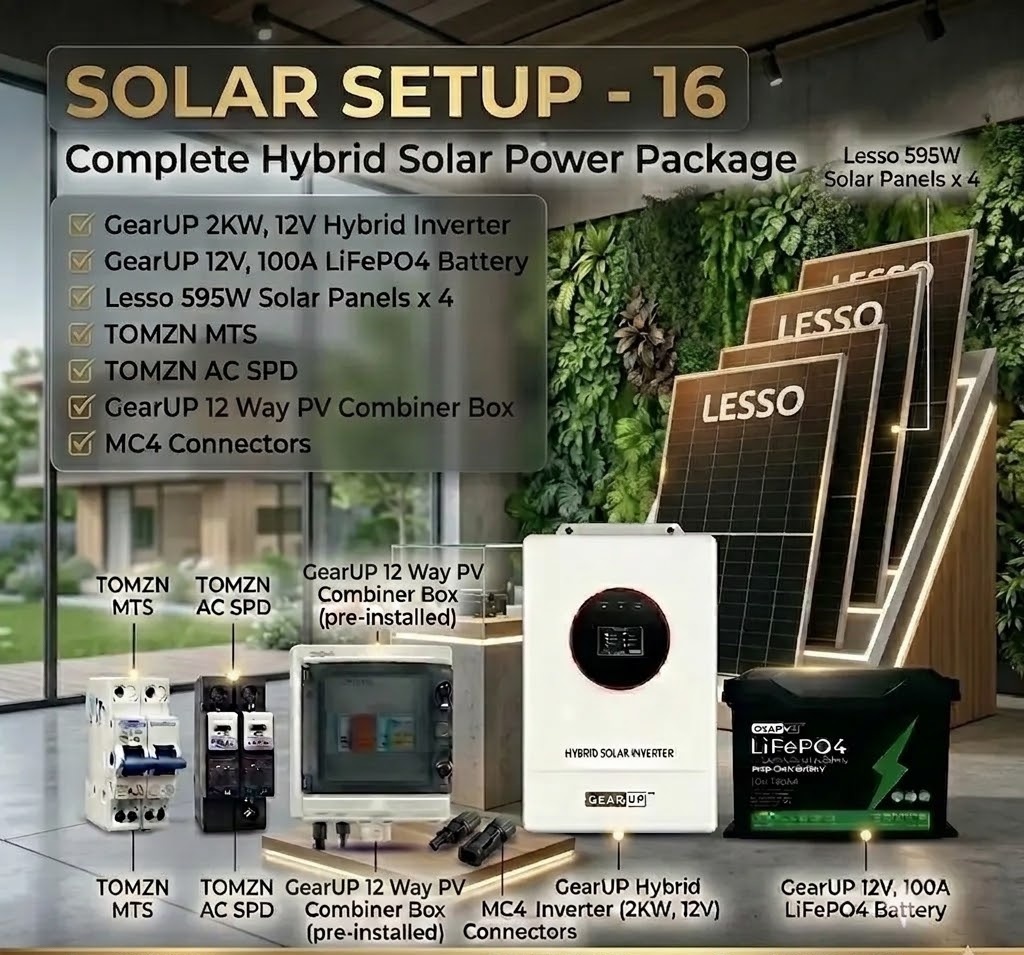 SOLAR SETUP - 16
Complete Hybrid Solar Power Package
Lesso 595W
Solar Panels x 4
GearUP 2KW, 12V Hybrid Inverter
GearUP 12V, 100A LiFePO4 Battery
Lesso 595W Solar Panels x 4
TOMZN MTS
TOMZN AC SPD
GearUP 12 Way PV Combiner Box
MC4 Connectors
LESSO
LESSO
LESSO
TOMZN
MTS
TOMZN
AC SPD
GearUP 12 Way PV
Combiner Box
(pre-installed)
HYBRID SOLAR INVERTER
GEAR UP
LiFePO4
TOMZN
MTS
TOMZN
AC SPD
GearUP 12 Way PV
Combiner Box
(pre-installed)
MC4
Connectors
GearUP Hybrid
Inverter (2KW, 12V)
GearUP 12V, 100A
LiFePO4 Battery